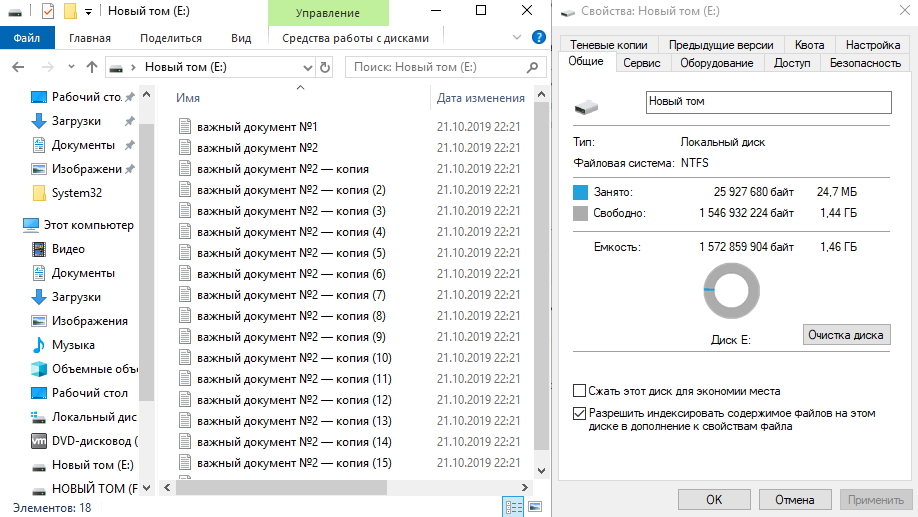 Новый том (E:)
Управление
Файл
Главная
Поделиться
Вид
Средства работы с дисками
Новый том (E:)
Поиск: Новый том (E:)
Рабочий стол
Загрузки
Документы
Изображени
System32
Этот компьютер
Видео
Документы
Загрузки
Изображения
Музыка
Объемные объ
Рабочий стол
Локальный дис
DVD-дисковод (
Новый том (E:)
НОВЫЙ ТОМ (F
Имя
Дата изменения
важный документ №1 21.10.2019 22:21
важный документ №2 21.10.2019 22:21
важный документ №2 — копия 21.10.2019 22:21
важный документ №2 — копия (2) 21.10.2019 22:21
важный документ №2 — копия (3) 21.10.2019 22:21
важный документ №2 — копия (4) 21.10.2019 22:21
важный документ №2 — копия (5) 21.10.2019 22:21
важный документ №2 — копия (6) 21.10.2019 22:21
важный документ №2 — копия (7) 21.10.2019 22:21
важный документ №2 — копия (8) 21.10.2019 22:21
важный документ №2 — копия (9) 21.10.2019 22:21
важный документ №2 — копия (10) 21.10.2019 22:21
важный документ №2 — копия (11) 21.10.2019 22:21
важный документ №2 — копия (12) 21.10.2019 22:21
важный документ №2 — копия (13) 21.10.2019 22:21
важный документ №2 — копия (14) 21.10.2019 22:21
важный документ №2 — копия (15) 21.10.2019 22:21
Элементов: 18
Свойства: Новый том (E:)
Теневые копии
Предыдущие версии
Квота
Настройка
Общие
Сервис
Оборудование
Доступ
Безопасность
Новый том
Тип: Локальный диск
Файловая система: NTFS
Занято: 25 927 680 байт 24,7 МБ
Свободно: 1 546 932 224 байт 1,44 ГБ
Емкость: 1 572 859 904 байт 1,46 ГБ
Диск E:
Очистка диска
Сжать этот диск для экономии места
Разрешить индексировать содержимое файлов на этом
диске в дополнение к свойствам файла
OK
Отмена
Применить